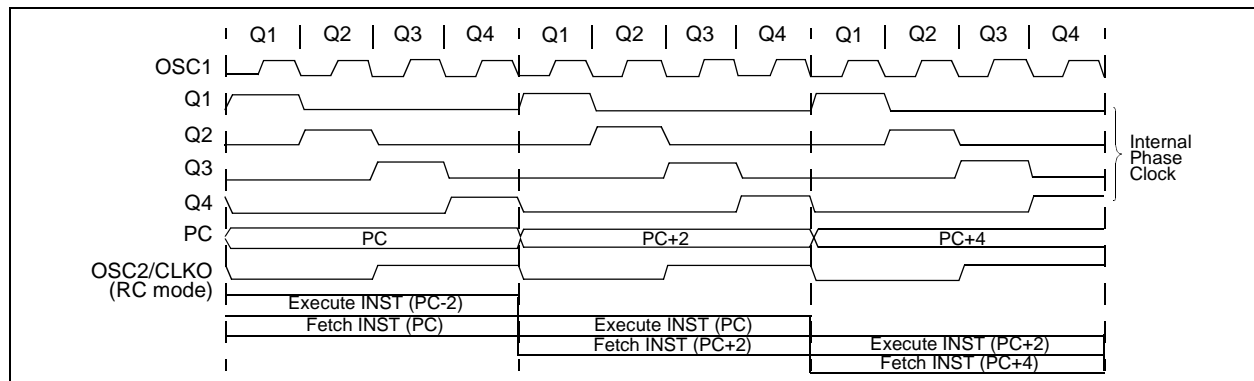 Q1 Q2 Q3 Q4 Q1 Q2 Q3 Q4 Q1 Q2 Q3 Q4
OSC1
Q1
Q2
Q3
Q4
PC
PC PC+2 PC+4
OSC2/CLKO
(RC mode)
Internal
Phase
Clock
Execute INST (PC-2)
Fetch INST (PC) Execute INST (PC)
Fetch INST (PC+2) Execute INST (PC+2)
Fetch INST (PC+4)